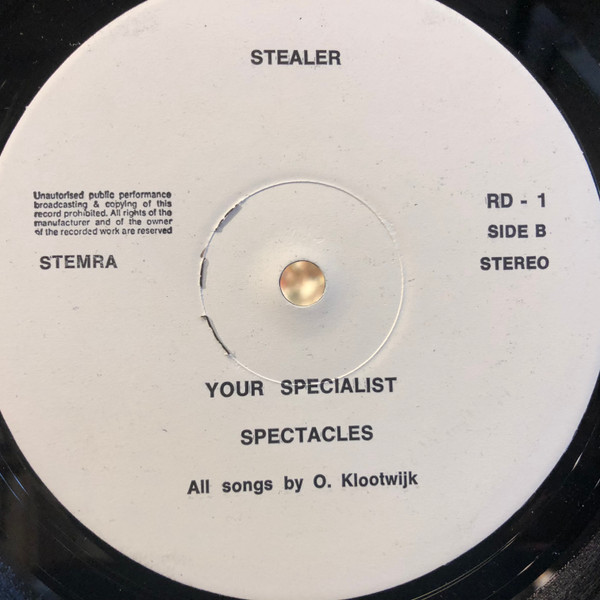 STEALER
Unautorised public performance
broadcasting & copying of this
record prohibited. All rights of the
manufacturer and of the owner
of the recorded work are reserved
STEMRA
RD - 1
SIDE B
STEREO
YOUR SPECIALIST
SPECTACLES
All songs by O. Klootwijk